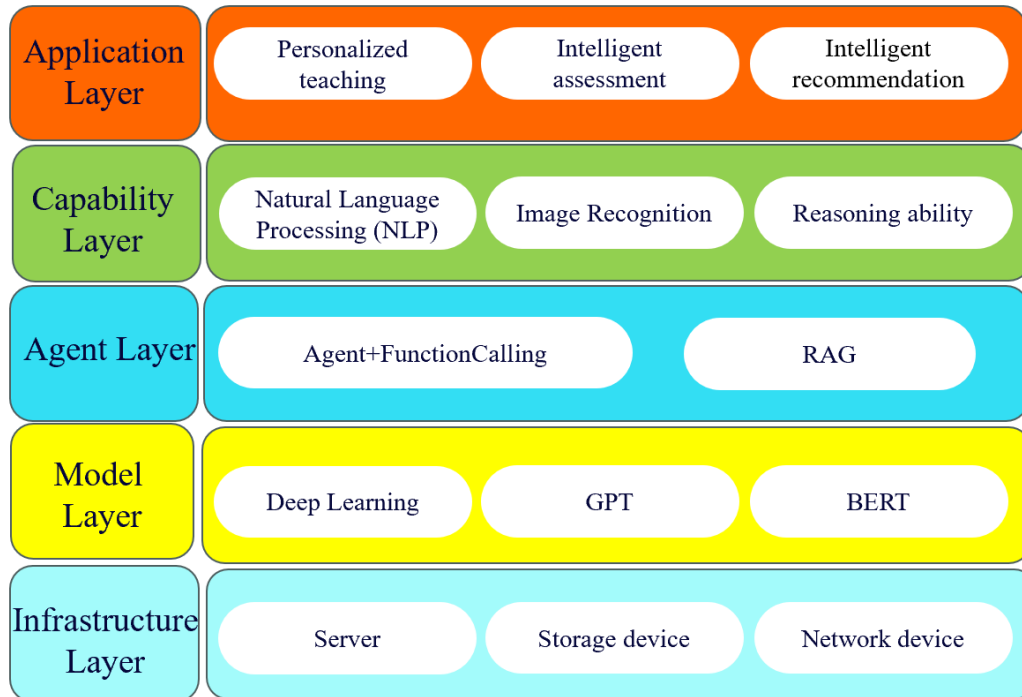 Application
Layer
Personalized
teaching
Intelligent
assessment
Intelligent
recommendation
Capability
Layer
Natural Language
Processing (NLP)
Image Recognition
Reasoning ability
Agent Layer
Agent+FunctionCalling
RAG
Model
Layer
Deep Learning
GPT
BERT
Infrastructure
Layer
Server
Storage device
Network device